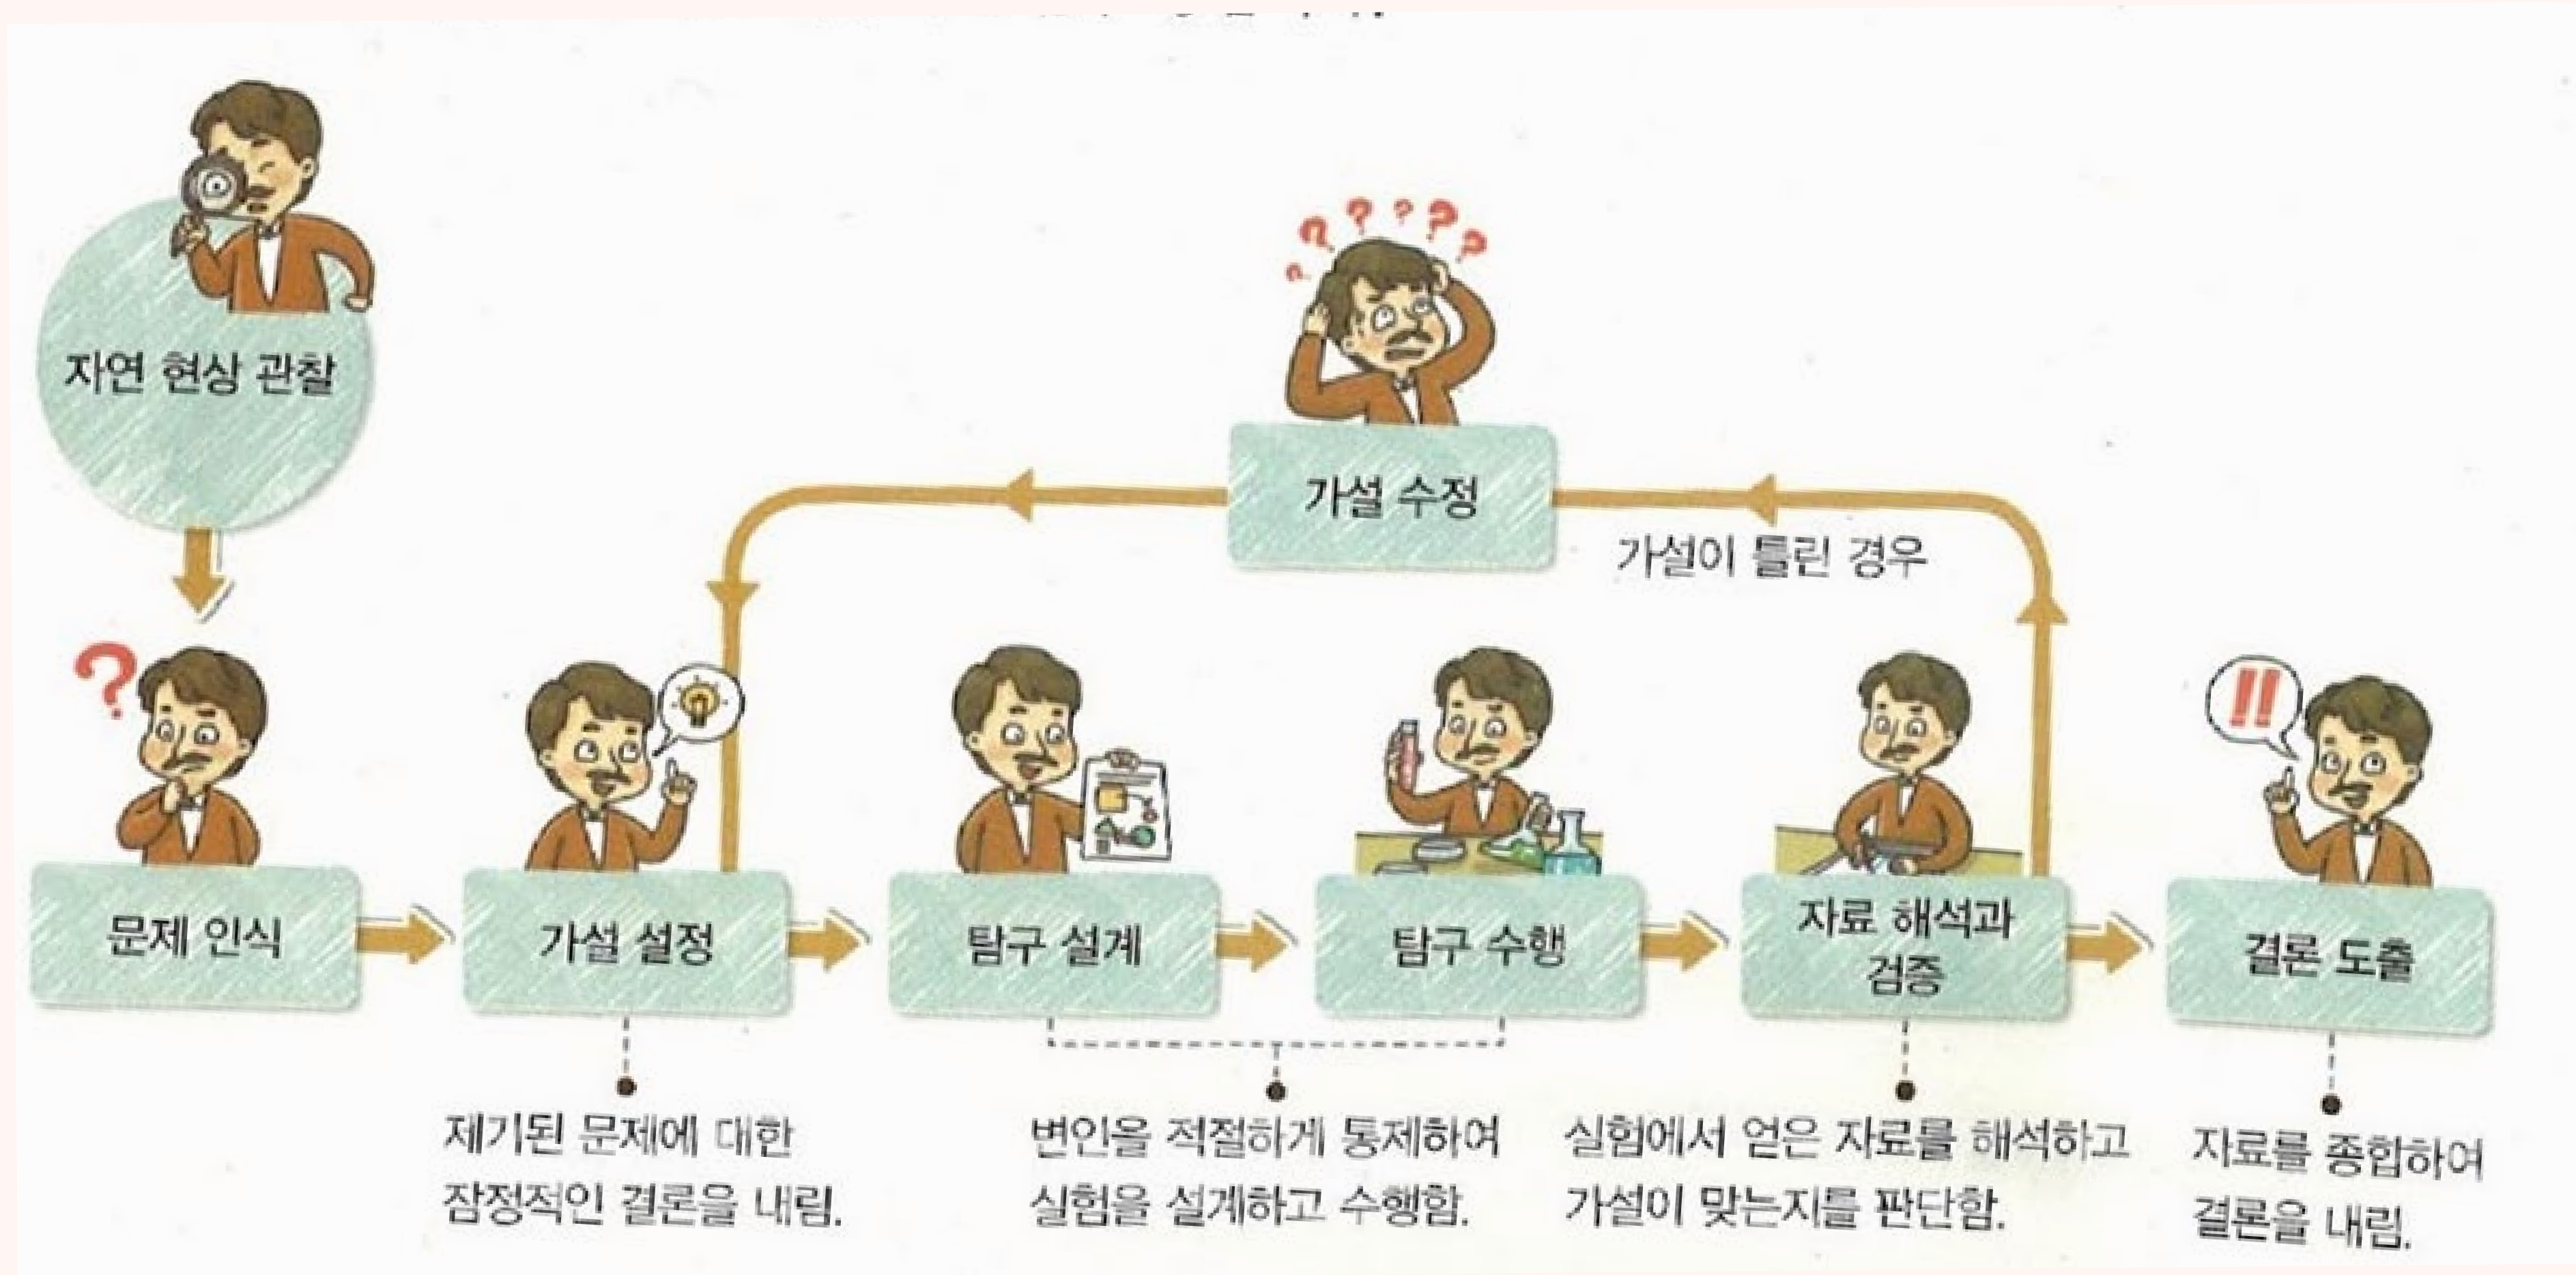 자연 현상 관찰
가설 수정
가설이 틀린 경우
문제 인식
가설 설정
탐구 설계
탐구 수행
자료 해석과
검증
결론 도출
제기된 문제에 대한
잠정적인 결론을 내림.
변인을 적절하게 통제하여
실험을 설계하고 수행함.
실험에서 얻은 자료를 해석하고
가설이 맞는지를 판단함.
자료를 종합하여
결론을 내림.